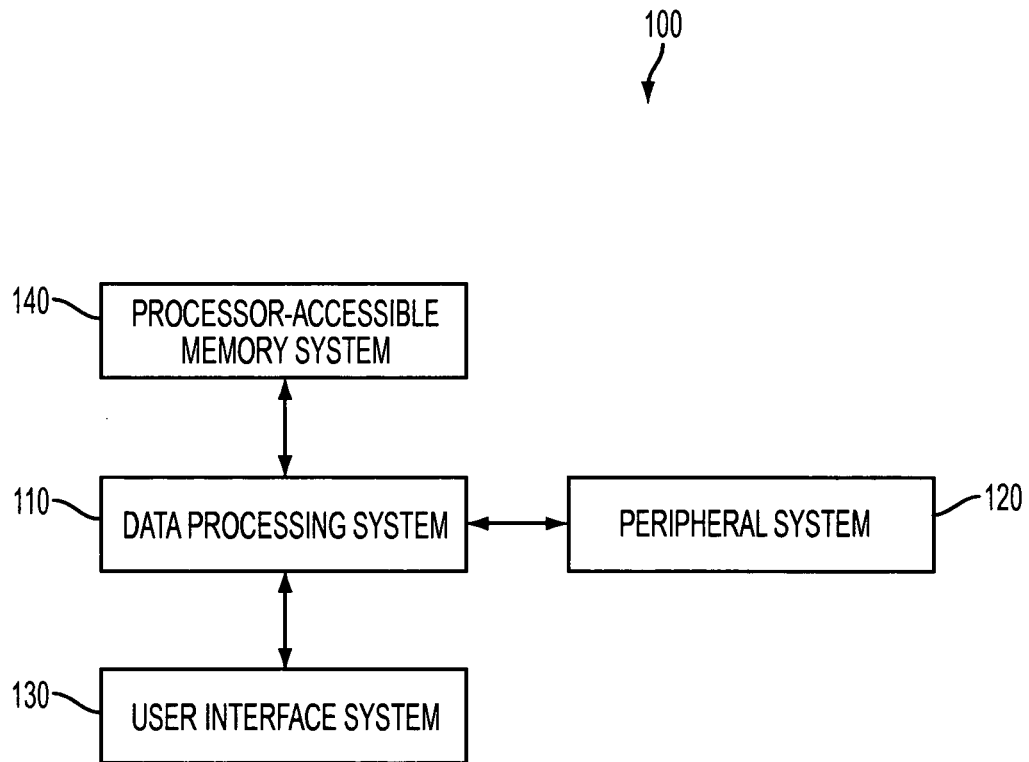 100
140
PROCESSOR-ACCESSIBLE
MEMORY SYSTEM
110
DATA PROCESSING SYSTEM
PERIPHERAL SYSTEM
120
130
USER INTERFACE SYSTEM